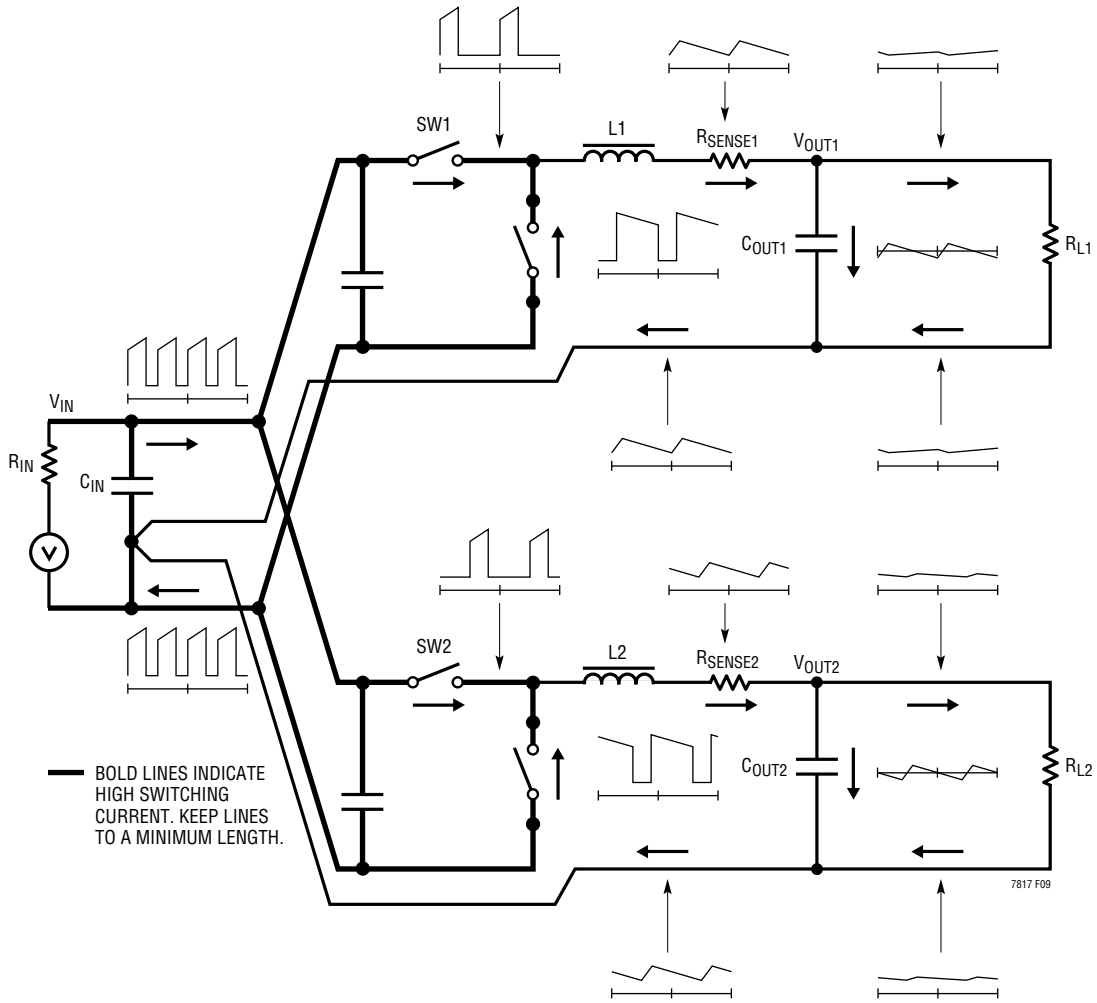 SW1
L1
RSENSE1
VOUT1
COUT1
RL1
VIN
RIN
CIN
V
SW2
L2
RSENSE2
VOUT2
COUT2
RL2
BOLD LINES INDICATE
HIGH SWITCHING
CURRENT. KEEP LINES
TO A MINIMUM LENGTH.
7817 F09